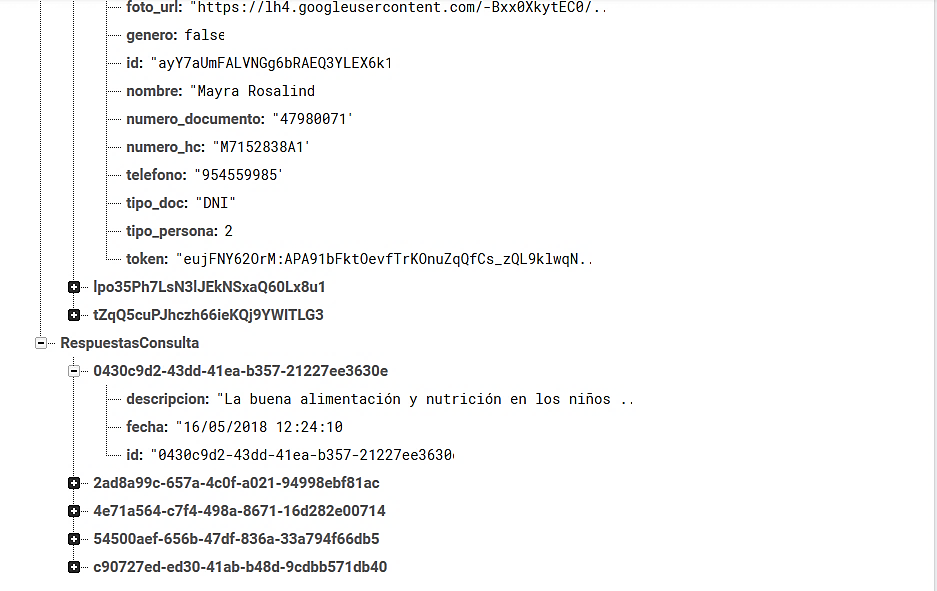 foto_url: "https://lh4.googleusercontent.com/-Bxx0XkytEC0/..
genero: false
id: "ayY7aUmFALVNGg6bRAEQ3YLEX6k1
nombre: "Mayra Rosalind
numero_documento: "47980071'
numero_hc: "M7152838A1'
telefono: "954559985'
tipo_doc: "DNI"
tipo_persona: 2
token: "eujFNY62OrM:APA91bFktOevfTrKOnuZqQfCs_zQL9klwqN..
lpo35Ph7LsN3lJEkNSxaQ60Lx8u1
tZqQ5cuPJhczh66ieKQj9YWITLG3
RespuestasConsulta
0430c9d2-43dd-41ea-b357-21227ee3630e
descripcion: "La buena alimentación y nutrición en los niños ..
fecha: "16/05/2018 12:24:10
id: "0430c9d2-43dd-41ea-b357-21227ee3630
2ad8a99c-657a-4c0f-a021-94998ebf81ac
4e71a564-c7f4-498a-8671-16d282e00714
54500aef-656b-47df-836a-33a794f66db5
c90727ed-ed30-41ab-b48d-9cdbb571db40